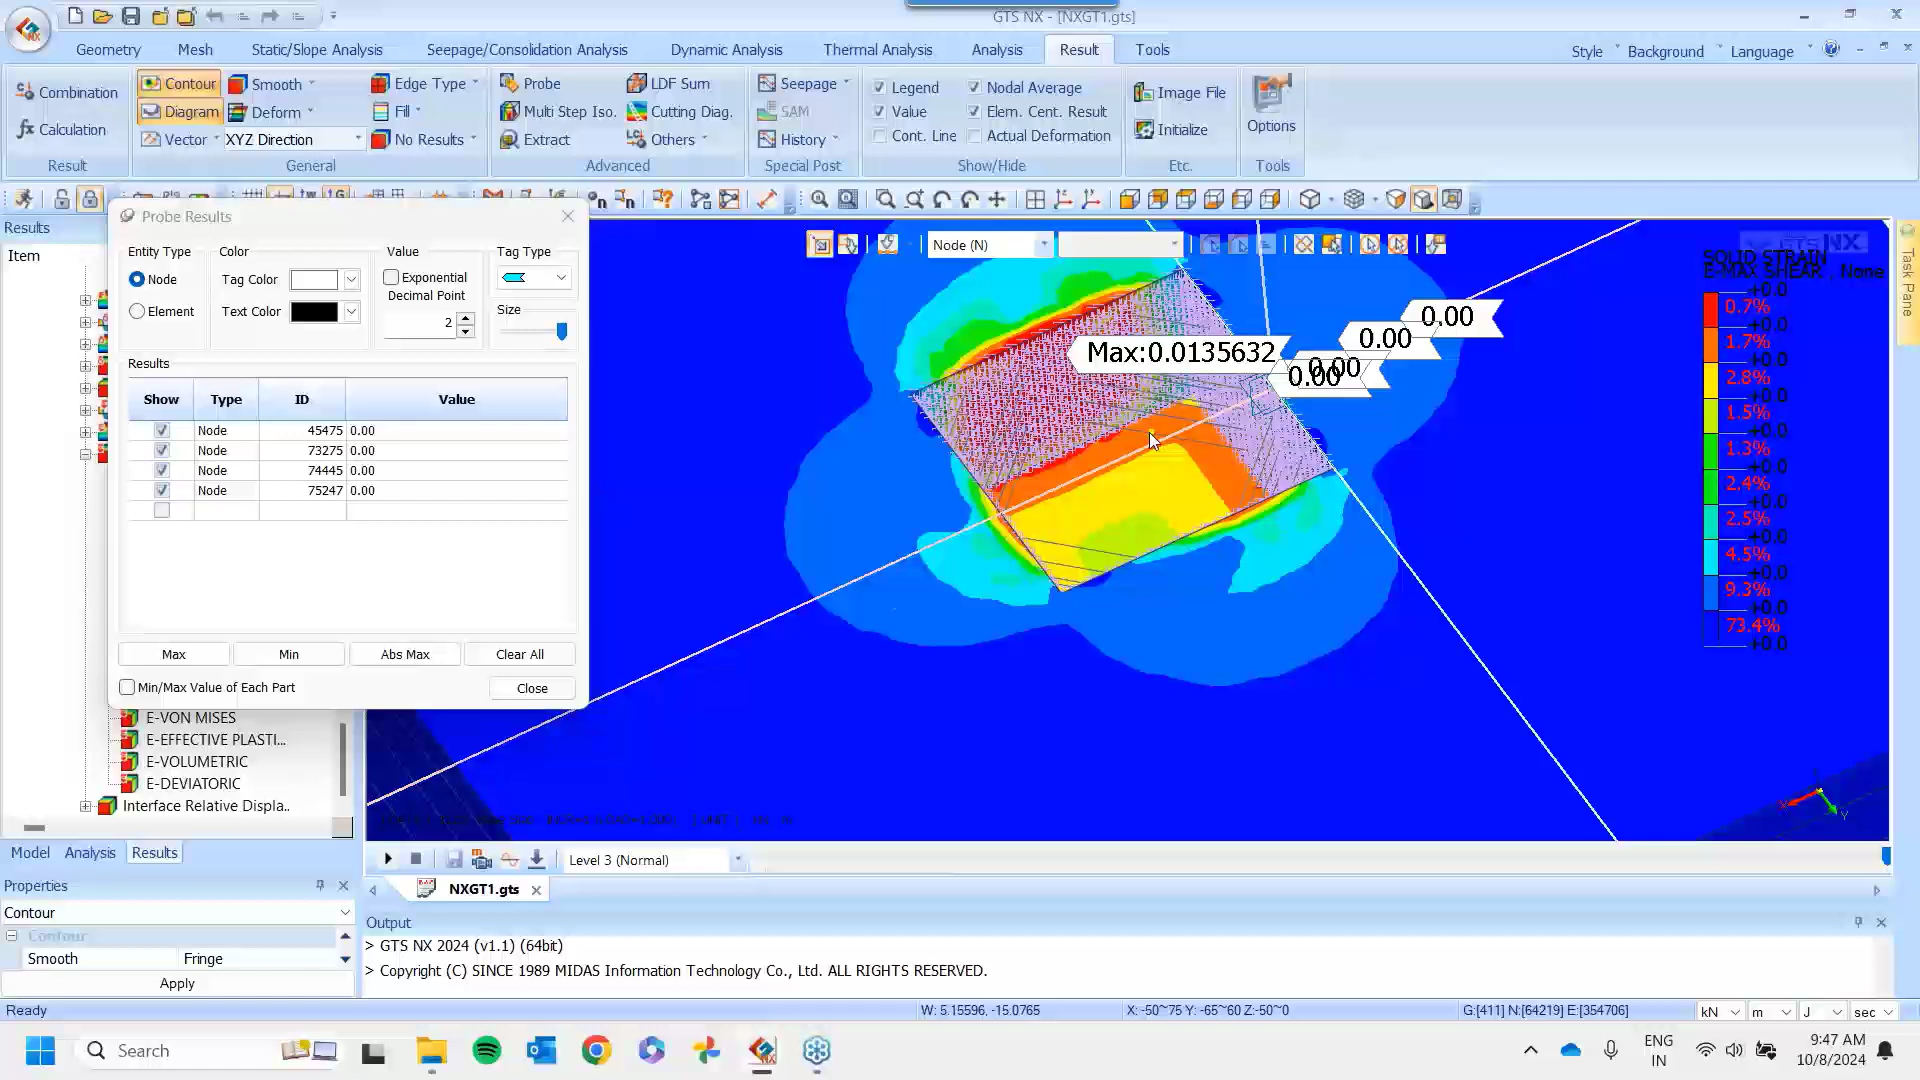 GTS NX - [NXGT1.gts]
Geometry Mesh Static/Slope Analysis Seepage/Consolidation Analysis Dynamic Analysis Thermal Analysis Analysis Result Tools Style Background Language
Contour Smooth Edge Type Probe LDF Sum Seepage Legend Nodal Average Image File
Combination
Diagram Deform Fill Multi Step Iso. Cutting Diag. SAM Value Elem. Cent. Result
Calculation Initialize Options
Vector XYZ Direction No Results Extract Others History Cont. Line Actual Deformation
Result General Advanced Special Post Show/Hide Etc. Tools
Results
Item
Probe Results
Entity Type Color Value Tag Type
Node Tag Color Exponential
Decimal Point
Element Text Color 2 Size
Results
Show Type ID Value
Node 45475 0.00
Node 73275 0.00
Node 74445 0.00
Node 75247 0.00
Max Min Abs Max Clear All
Min/Max Value of Each Part Close
E-VON MISES
E-EFFECTIVE PLASTI...
E-VOLUMETRIC
E-DEVIATORIC
Interface Relative Displa..
Model Analysis Results
Properties
Contour
Contour
Smooth Fringe
Apply
Node (N)
GTS NX
Task Pane
SOLID STRAIN
E-MAX SHEAR , None
+0.0
0.7%
+0.0
1.7%
+0.0
2.8%
+0.0
1.5%
+0.0
1.3%
+0.0
2.4%
+0.0
2.5%
+0.0
4.5%
+0.0
9.3%
+0.0
73.4%
+0.0
0.00
0.00
Max:0.0135632
0.00
0.00
X
Y
Level 3 (Normal)
NXGT1.gts
Output
> GTS NX 2024 (v1.1) (64bit)
> Copyright (C) SINCE 1989 MIDAS Information Technology Co., Ltd. ALL RIGHTS RESERVED.
Ready W: 5.15596, -15.0765 X: -50~75 Y: -65~60 Z:-50~0 G:[411] N:[64219] E:[354706] kN m J sec
Search
ENG
IN
9:47 AM
10/8/2024